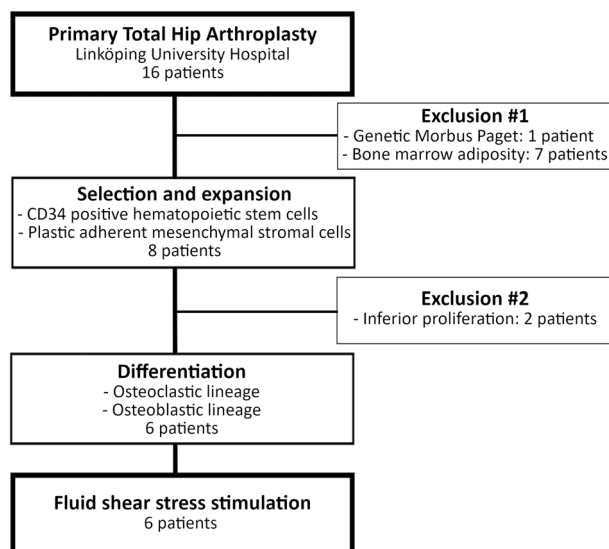 Primary Total Hip Arthroplasty
Linköping University Hospital
16 patients
Exclusion #1
- Genetic Morbus Paget: 1 patient
- Bone marrow adiposity: 7 patients
Selection and expansion
- CD34 positive hematopoietic stem cells
- Plastic adherent mesenchymal stromal cells
8 patients
Exclusion #2
- Inferior proliferation: 2 patients
Differentiation
- Osteoclastic lineage
- Osteoblastic lineage
6 patients
Fluid shear stress stimulation
6 patients